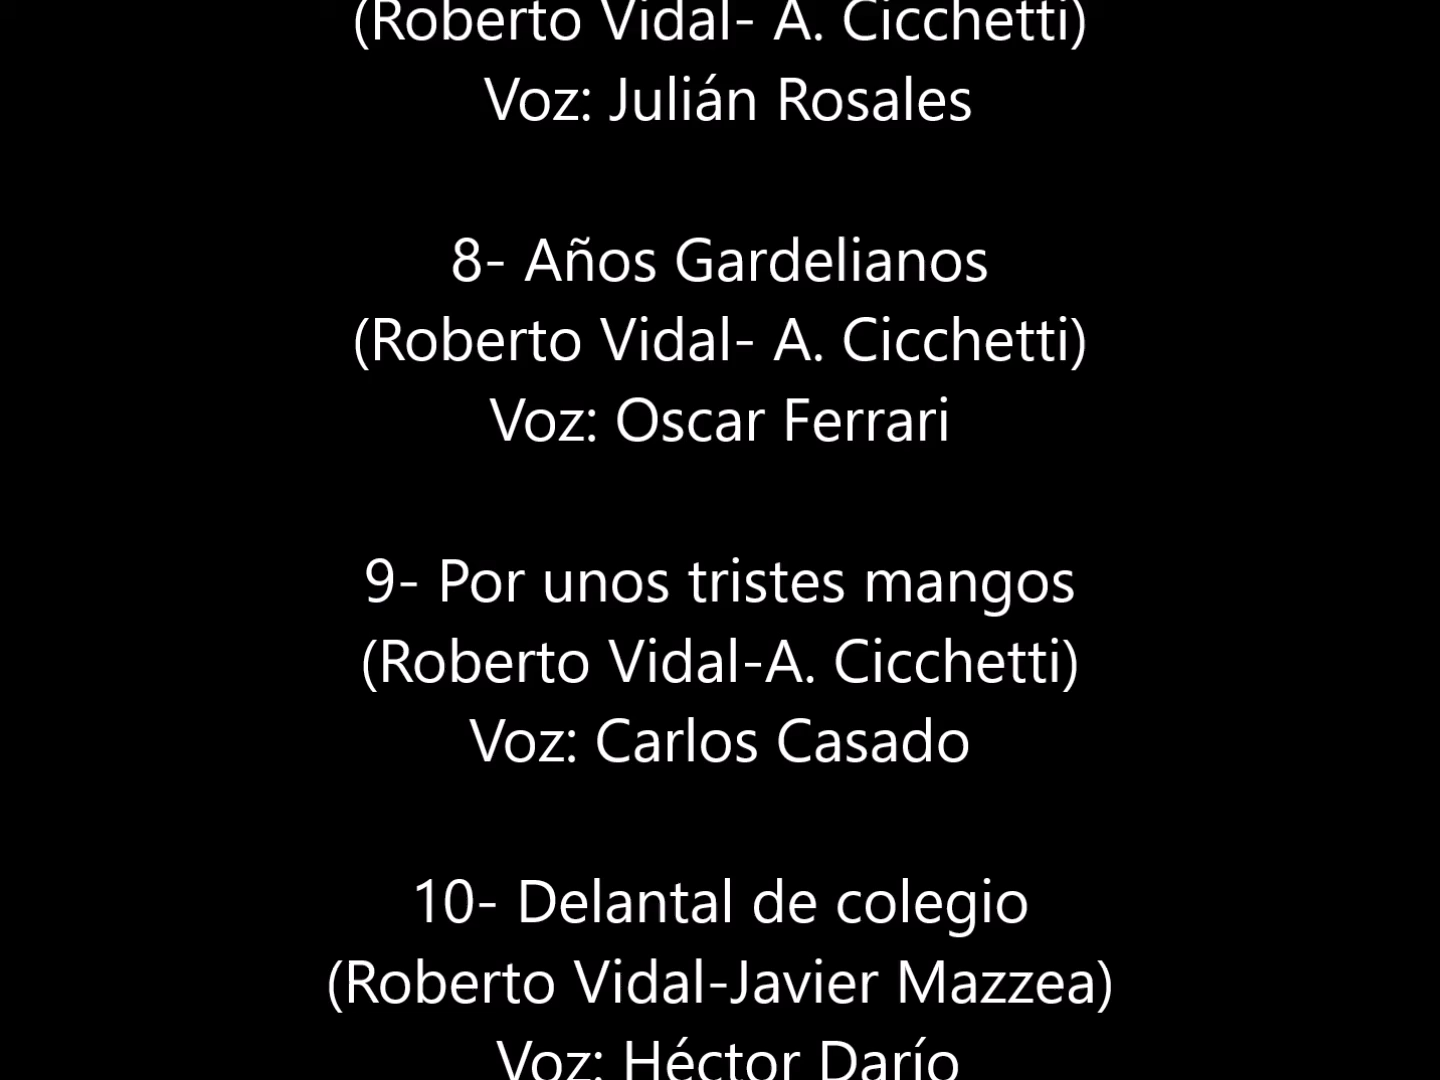 (Roberto Vidal- A. Cicchetti)
Voz: Julián Rosales
8- Años Gardelianos
(Roberto Vidal- A. Cicchetti)
Voz: Oscar Ferrari
9- Por unos tristes mangos
(Roberto Vidal-A. Cicchetti)
Voz: Carlos Casado
10- Delantal de colegio
(Roberto Vidal-Javier Mazzea)
Voz: Héctor Darío